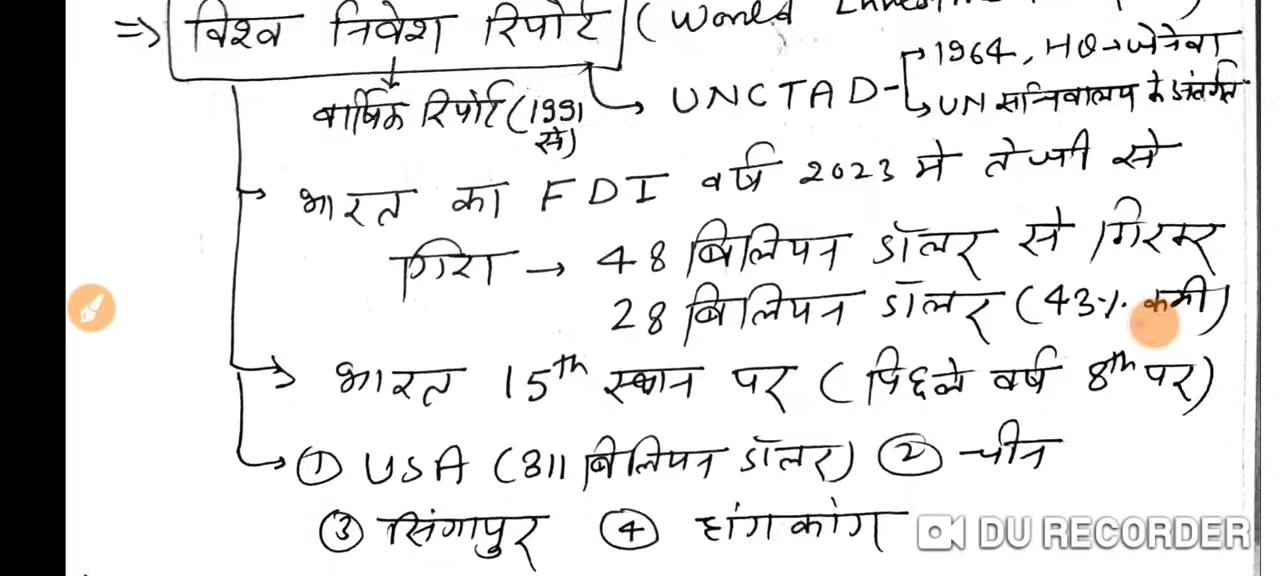 ⇒ विश्व निवेश रिपोर्ट (World
वार्षिक रिपोर्ट (1991 से)
→ UNCTAD → 1964, HQ → जेनेवा
→ UN सचिवालय के अंतर्गत
→ भारत का FDI वर्ष 2023 मे तेजी से
गिरा → 48 बिलियन डॉलर से गिरकर
28 बिलियन डॉलर (43% कमी)
→ भारत 15th स्थान पर (पिछले वर्ष 8th पर)
→ ① USA (311 बिलियन डॉलर) ② चीन
③ सिंगापुर ④ हांगकांग
DU RECORDER